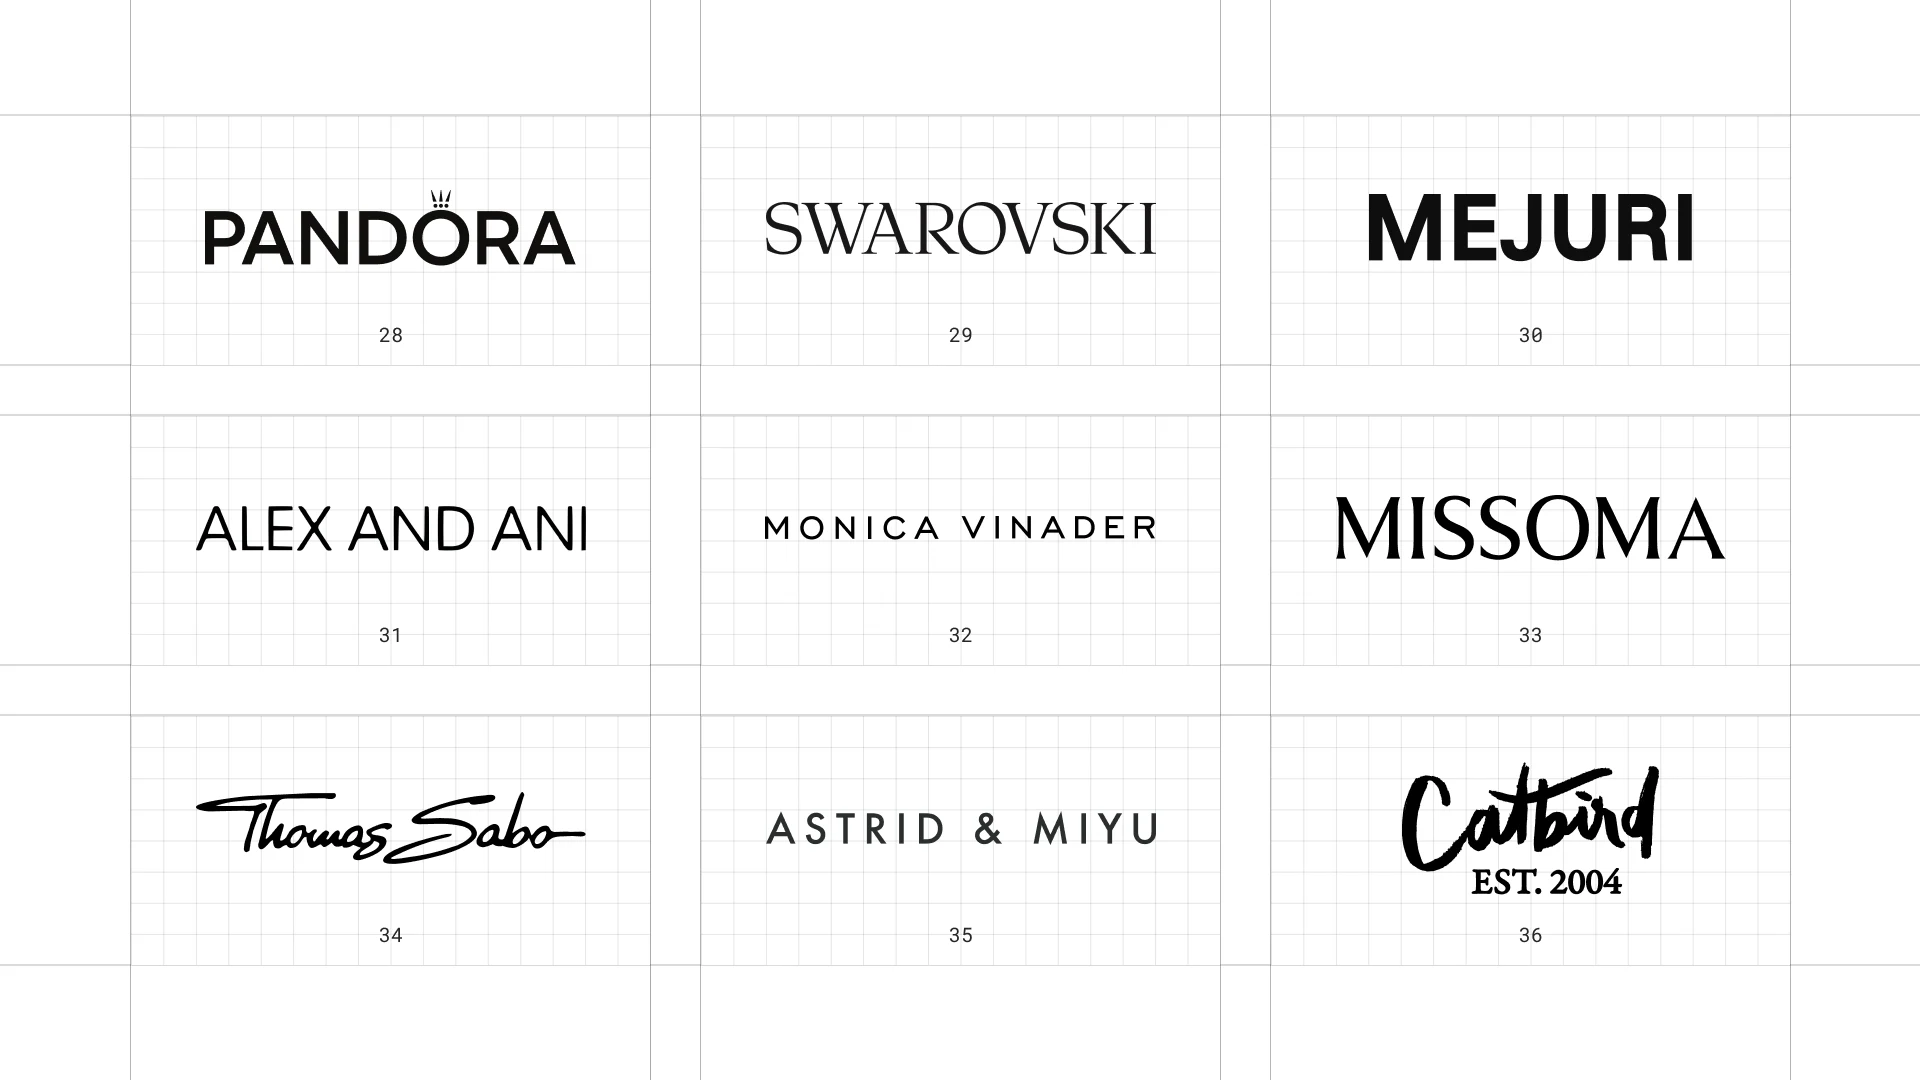 PANDORA
28
SWAROVSKI
29
MEJURI
30
ALEX AND ANI
31
MONICA VINADER
32
MISSOMA
33
Thomas Sabo
34
ASTRID & MIYU
35
Catbird
EST. 2004
36